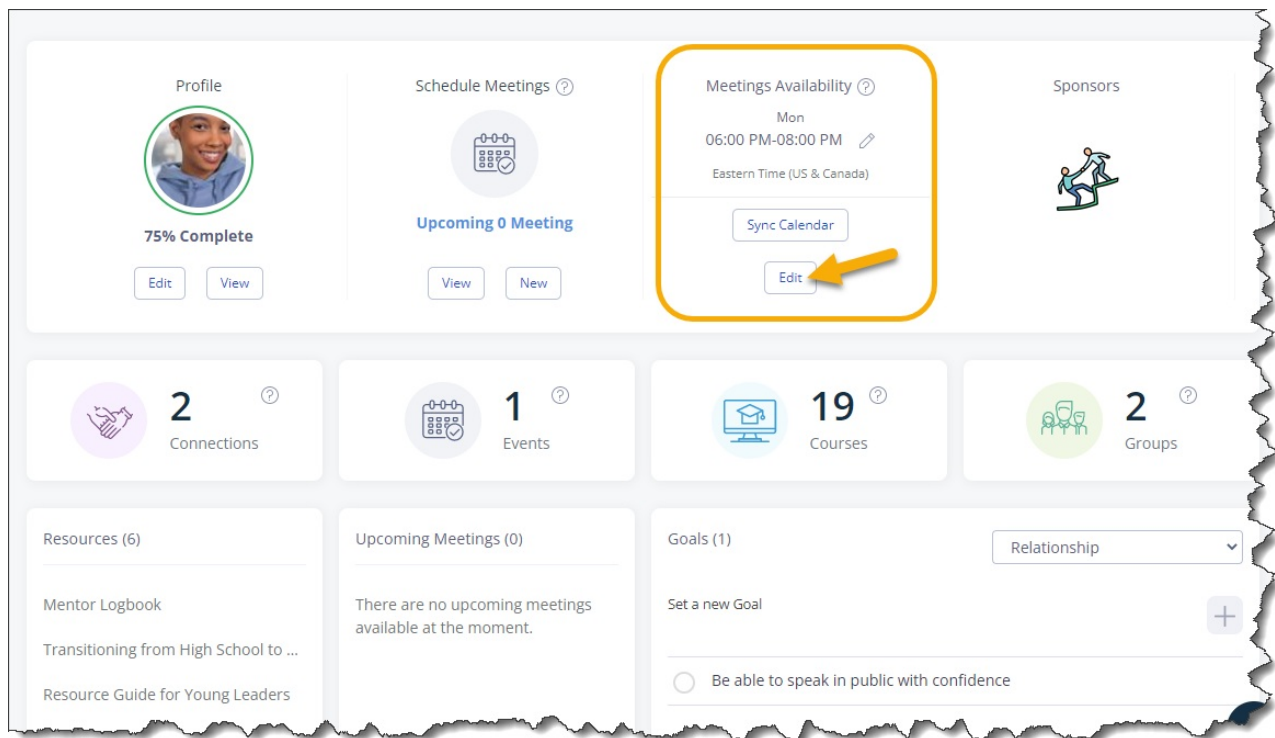 Profile
75% Complete
Edit
View
Schedule Meetings
Upcoming 0 Meeting
View
New
Meetings Availability
Mon
06:00 PM-08:00 PM
Eastern Time (US & Canada)
Sync Calendar
Edit
Sponsors
2
Connections
1
Events
19
Courses
2
Groups
Resources (6)
Mentor Logbook
Transitioning from High School to ...
Resource Guide for Young Leaders
Upcoming Meetings (0)
There are no upcoming meetings
available at the moment.
Goals (1)
Relationship
Set a new Goal
Be able to speak in public with confidence